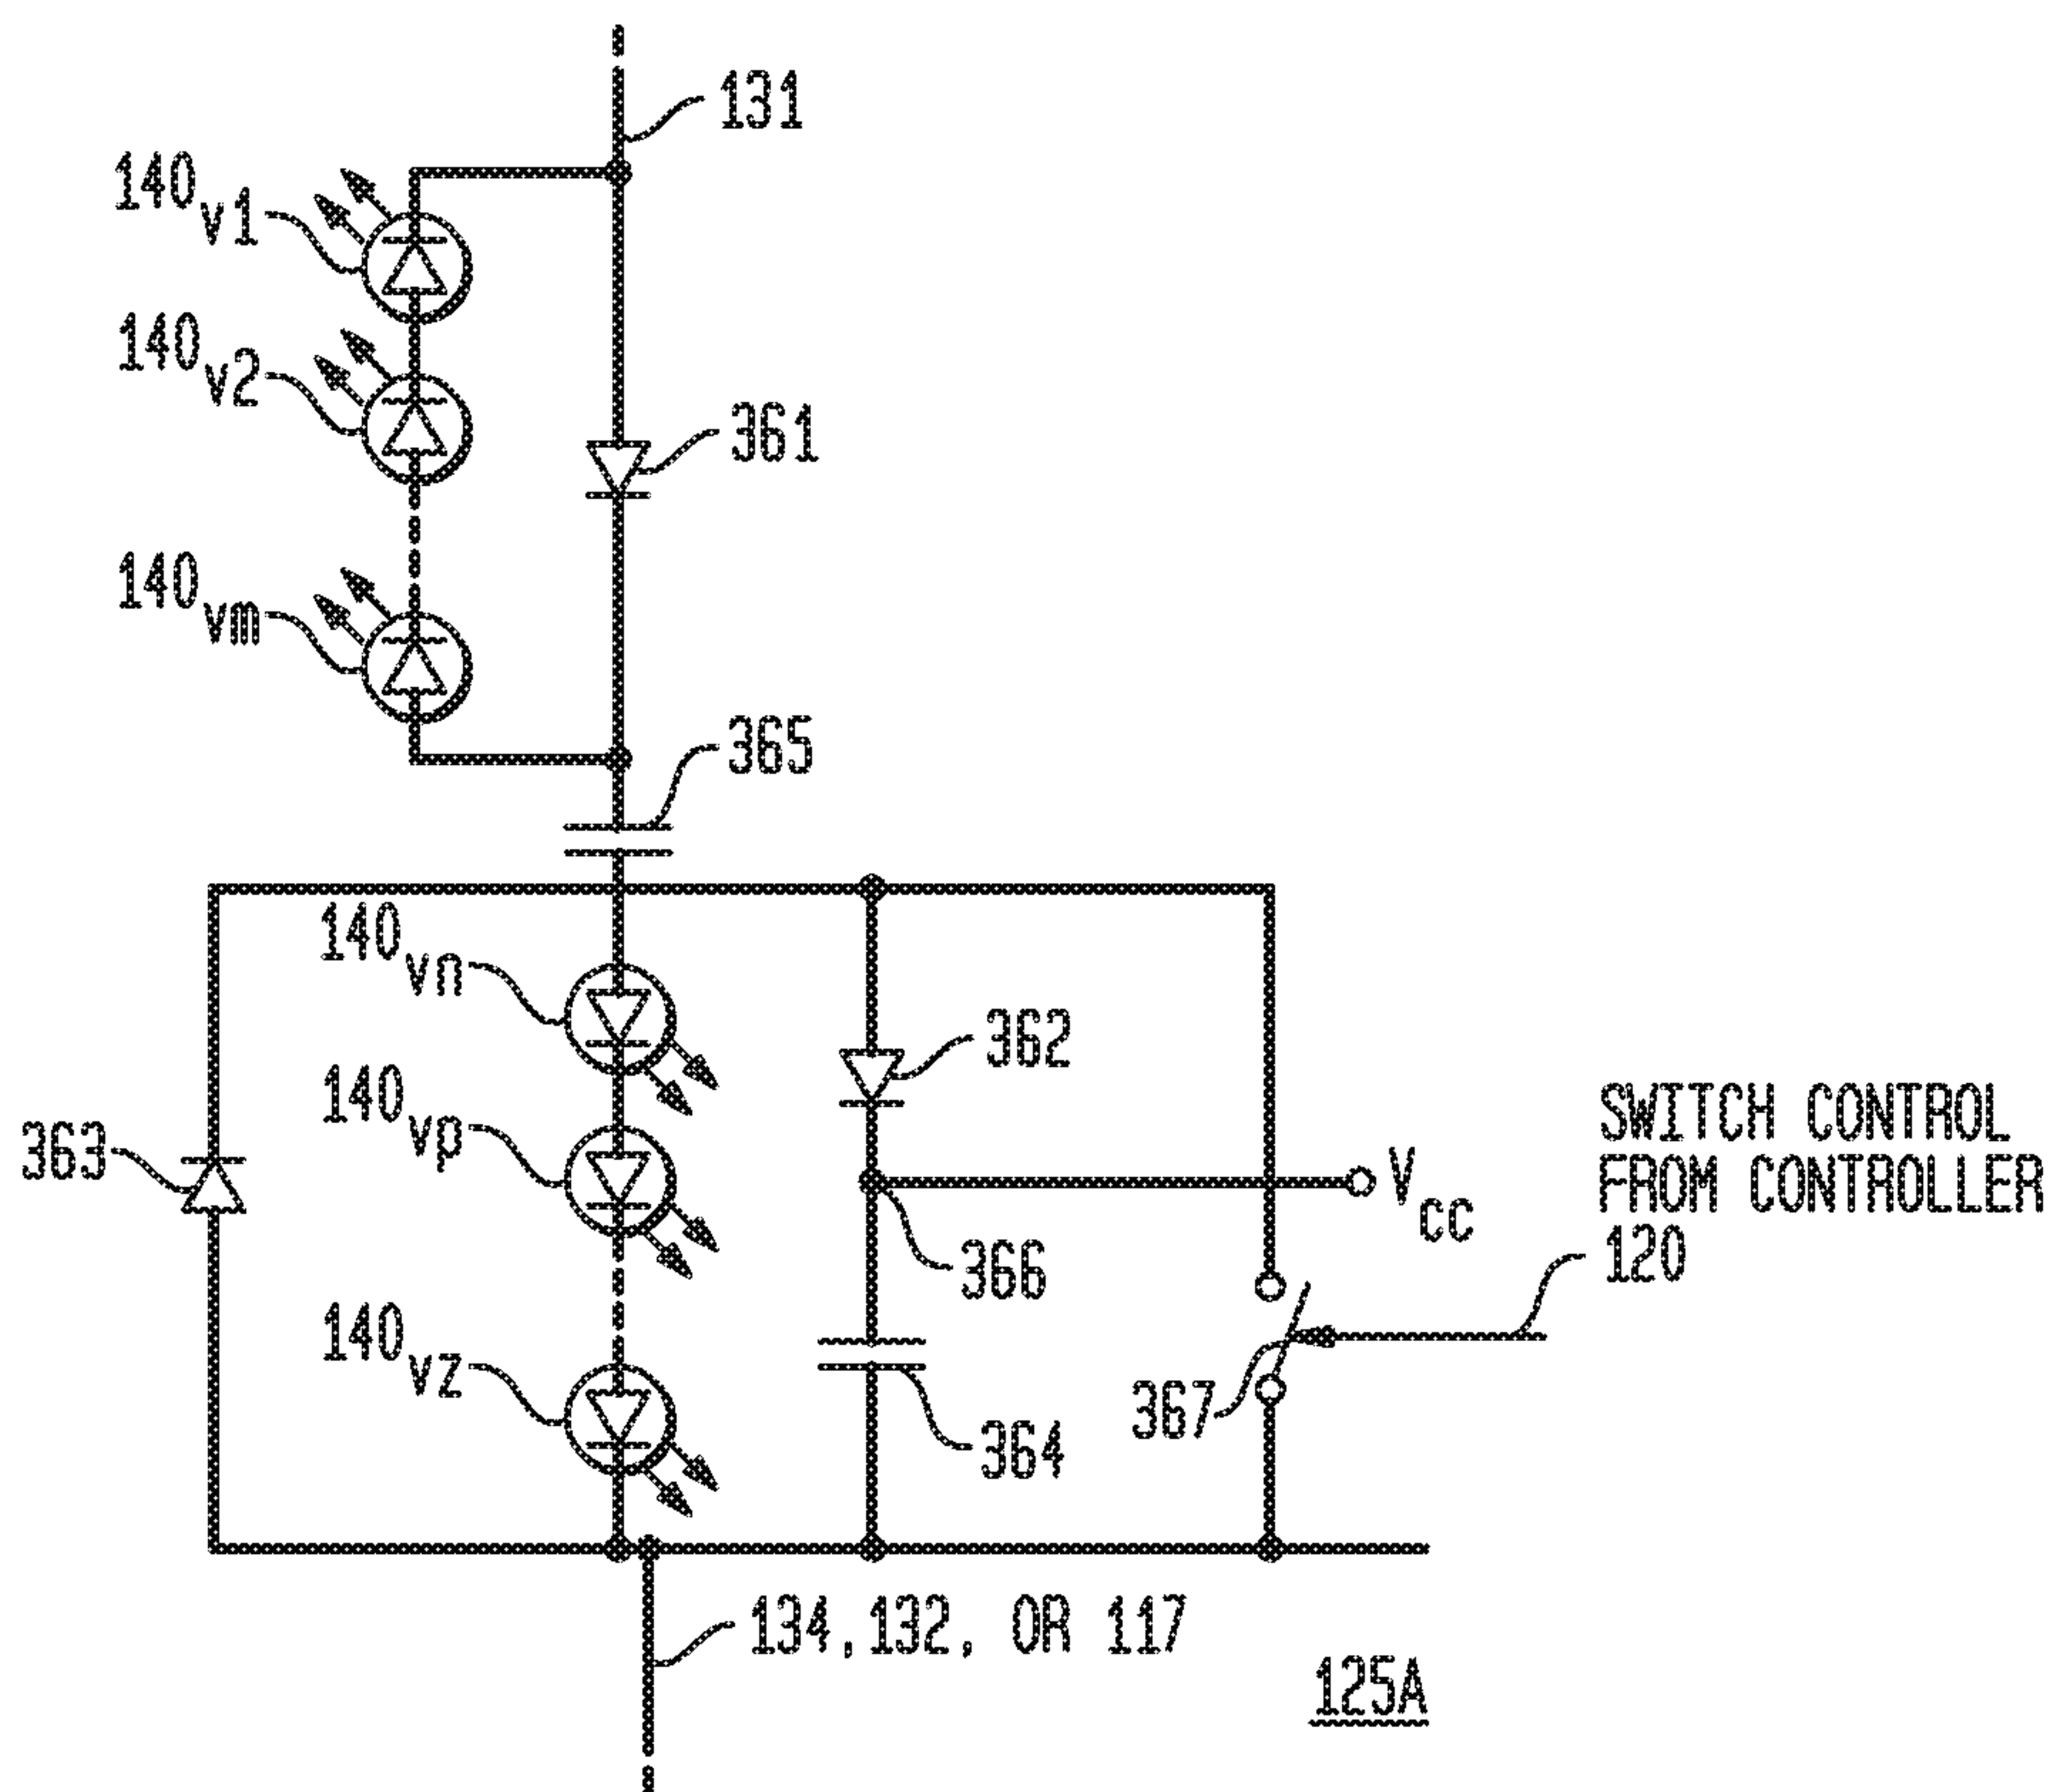 131
140v1
140v2
361
140vm
365
140vn
362
140vp
363
SWITCH CONTROL
FROM CONTROLLER
120
Vcc
366
140vz
367
364
134, 132, OR 117
125A